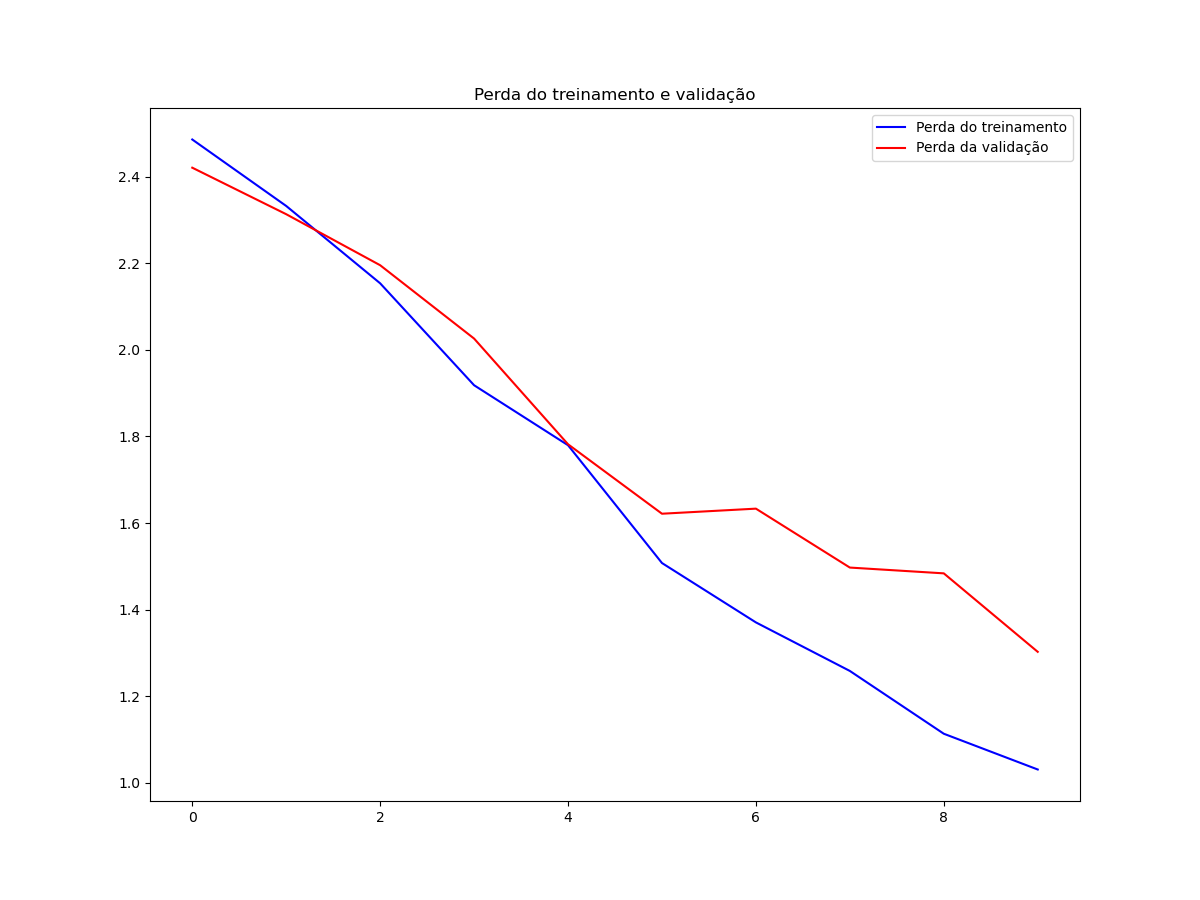 Perda do treinamento e validação
Perda do treinamento
Perda da validação
2.4
2.2
2.0
1.8
1.6
1.4
1.2
1.0
0 2 4 6 8